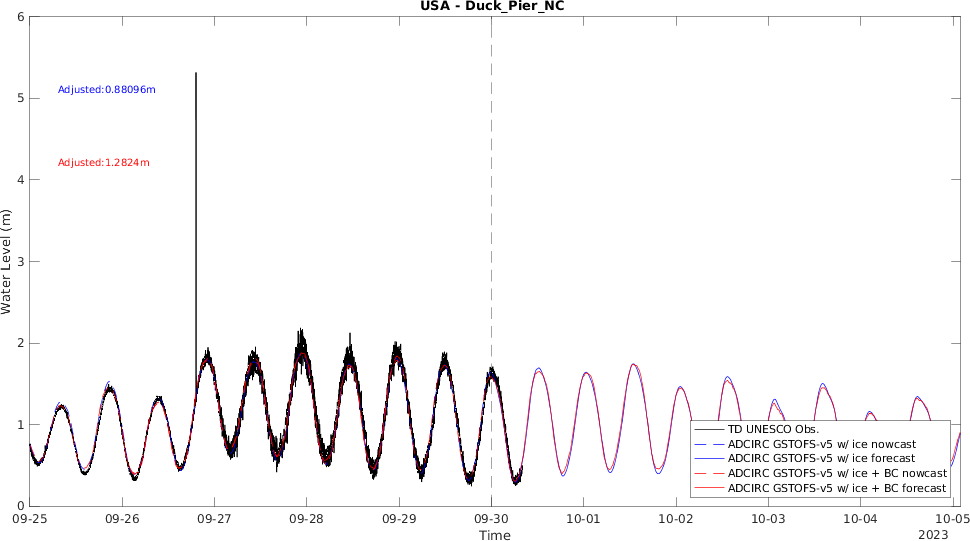 USA - Duck_Pier_NC
6
5
4
3
2
1
0
Water Level (m)
Adjusted:0.88096m
Adjusted:1.2824m
TD UNESCO Obs.
ADCIRC GSTOFS-v5 w/ ice nowcast
ADCIRC GSTOFS-v5 w/ ice forecast
ADCIRC GSTOFS-v5 w/ ice + BC nowcast
ADCIRC GSTOFS-v5 w/ ice + BC forecast
09-25 09-26 09-27 09-28 09-29 09-30 10-01 10-02 10-03 10-04 10-05
Time
2023